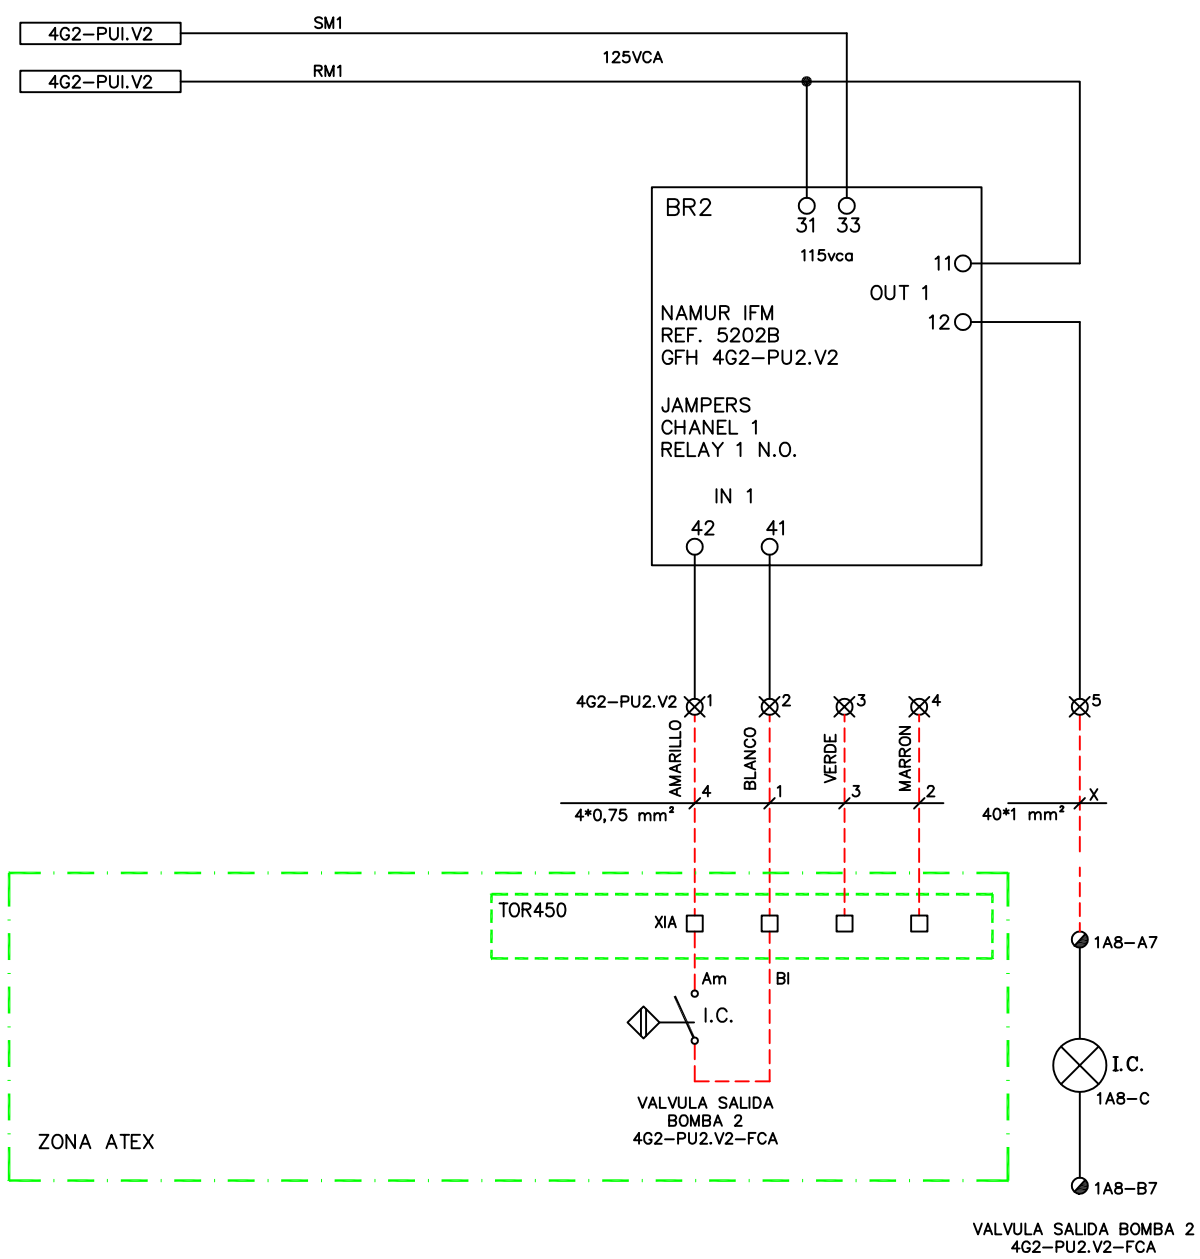 4G2-PUI.V2
SM1
125VCA
4G2-PUI.V2
RM1
BR2
31
33
115vca
11
OUT 1
12
NAMUR IFM
REF. 5202B
GFH 4G2-PU2.V2
JAMPERS
CHANEL 1
RELAY 1 N.O.
IN 1
42
41
4G2-PU2.V2
1
2
3
4
5
AMARILLO
BLANCO
VERDE
MARRON
4
1
3
2
X
4*0,75 mm²
40*1 mm²
TOR450
XIA
1A8-A7
Am
BI
I.C.
I.C.
1A8-C
VALVULA SALIDA
BOMBA 2
4G2-PU2.V2-FCA
ZONA ATEX
1A8-B7
VALVULA SALIDA BOMBA 2
4G2-PU2.V2-FCA